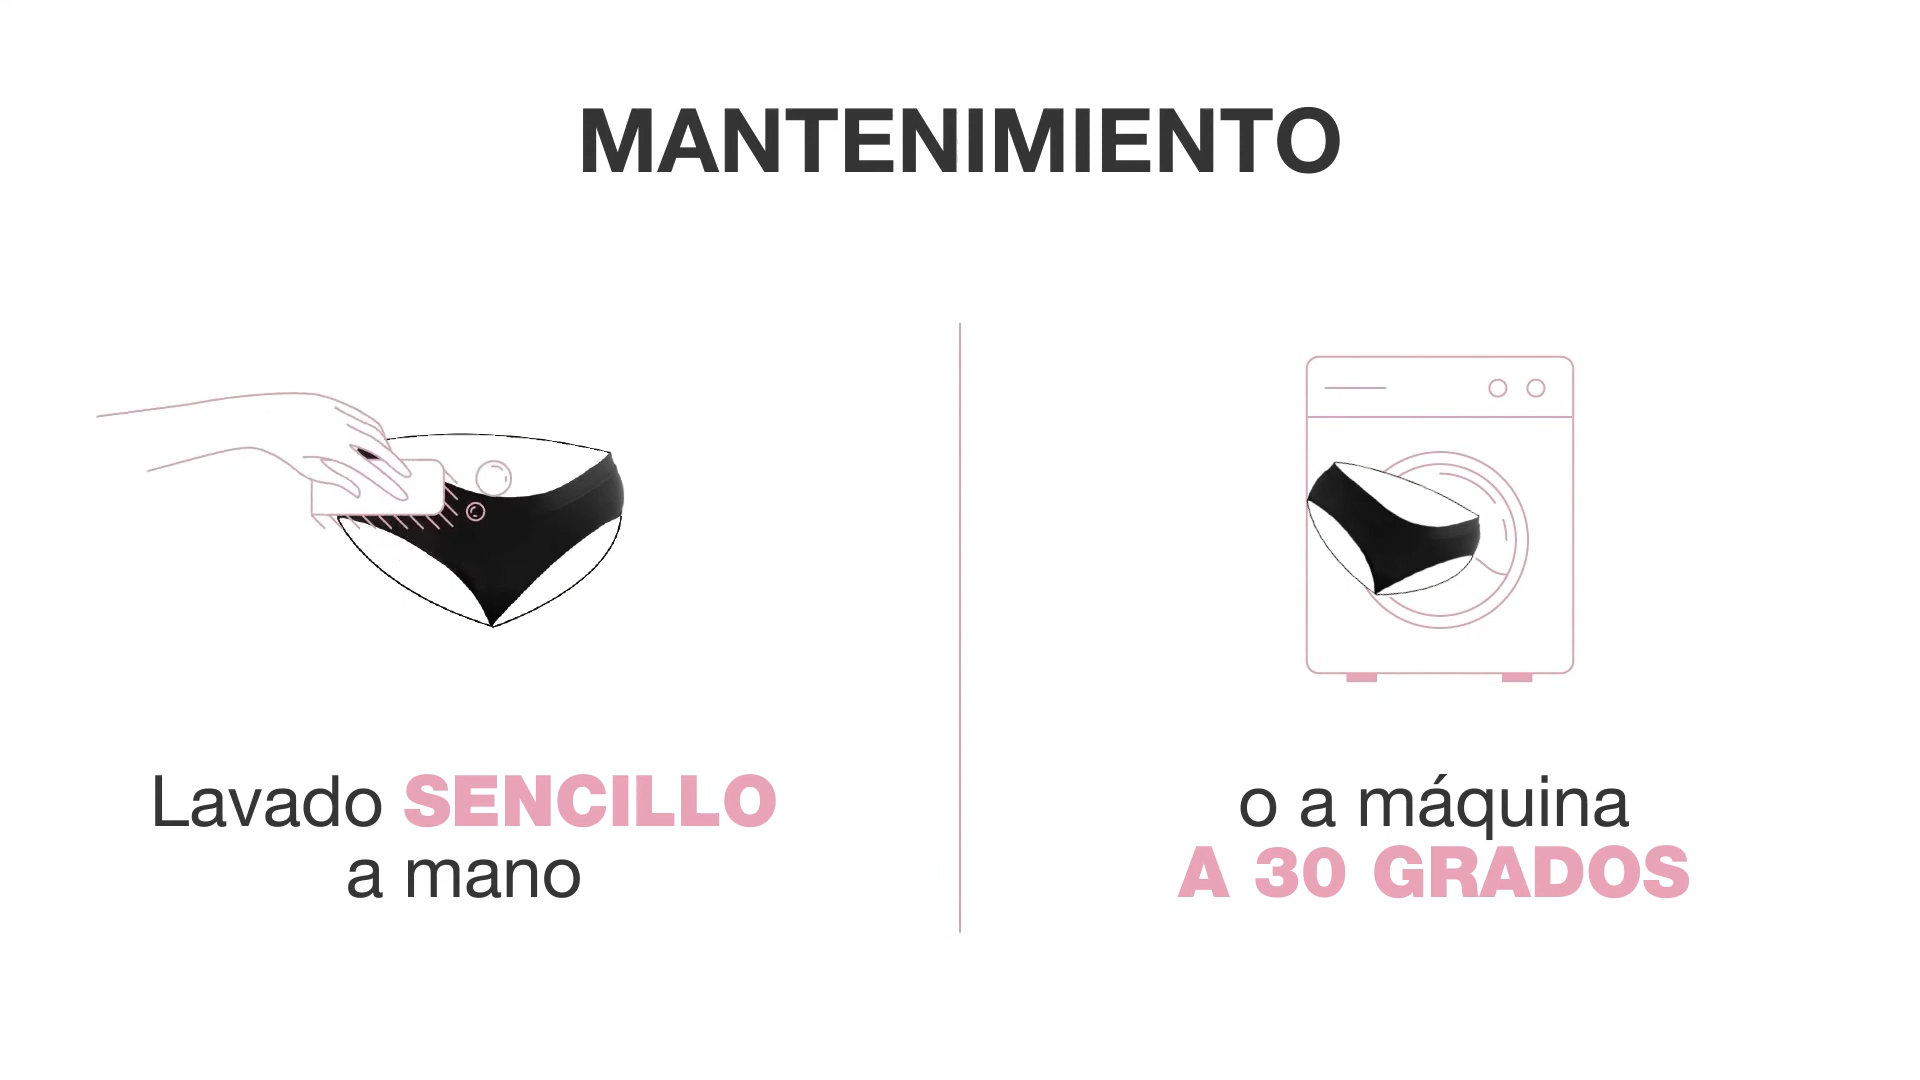 MANTENIMIENTO
Lavado SENCILLO
a mano
o a máquina
A 30 GRADOS